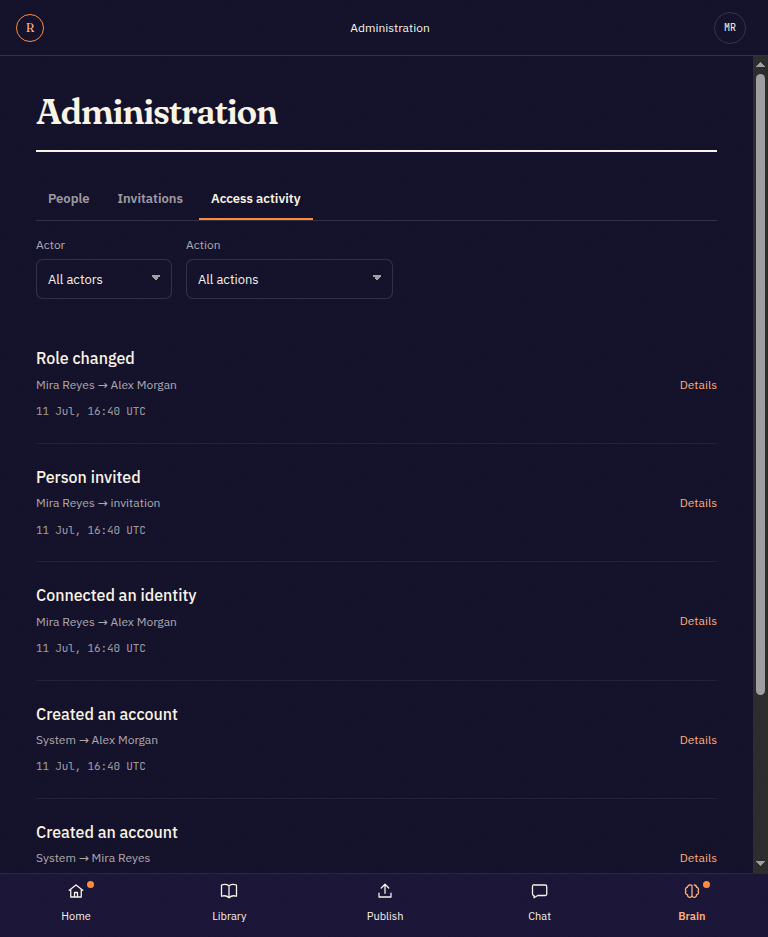 R
Administration
MR
Administration
People
Invitations
Access activity
Actor
Action
All actors
All actions
Role changed
Mira Reyes → Alex Morgan
Details
11 Jul, 16:40 UTC
Person invited
Mira Reyes → invitation
Details
11 Jul, 16:40 UTC
Connected an identity
Mira Reyes → Alex Morgan
Details
11 Jul, 16:40 UTC
Created an account
System → Alex Morgan
Details
11 Jul, 16:40 UTC
Created an account
System → Mira Reyes
Details
Home
Library
Publish
Chat
Brain